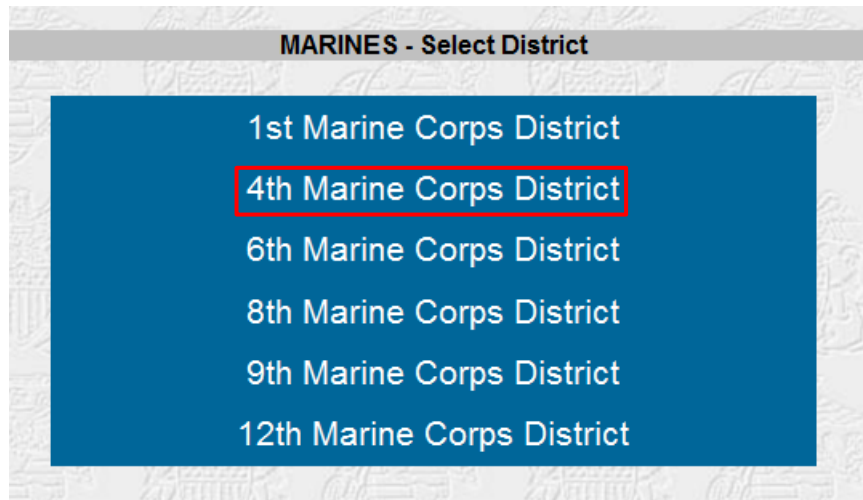 MARINES - Select District
1st Marine Corps District
4th Marine Corps District
6th Marine Corps District
8th Marine Corps District
9th Marine Corps District
12th Marine Corps District